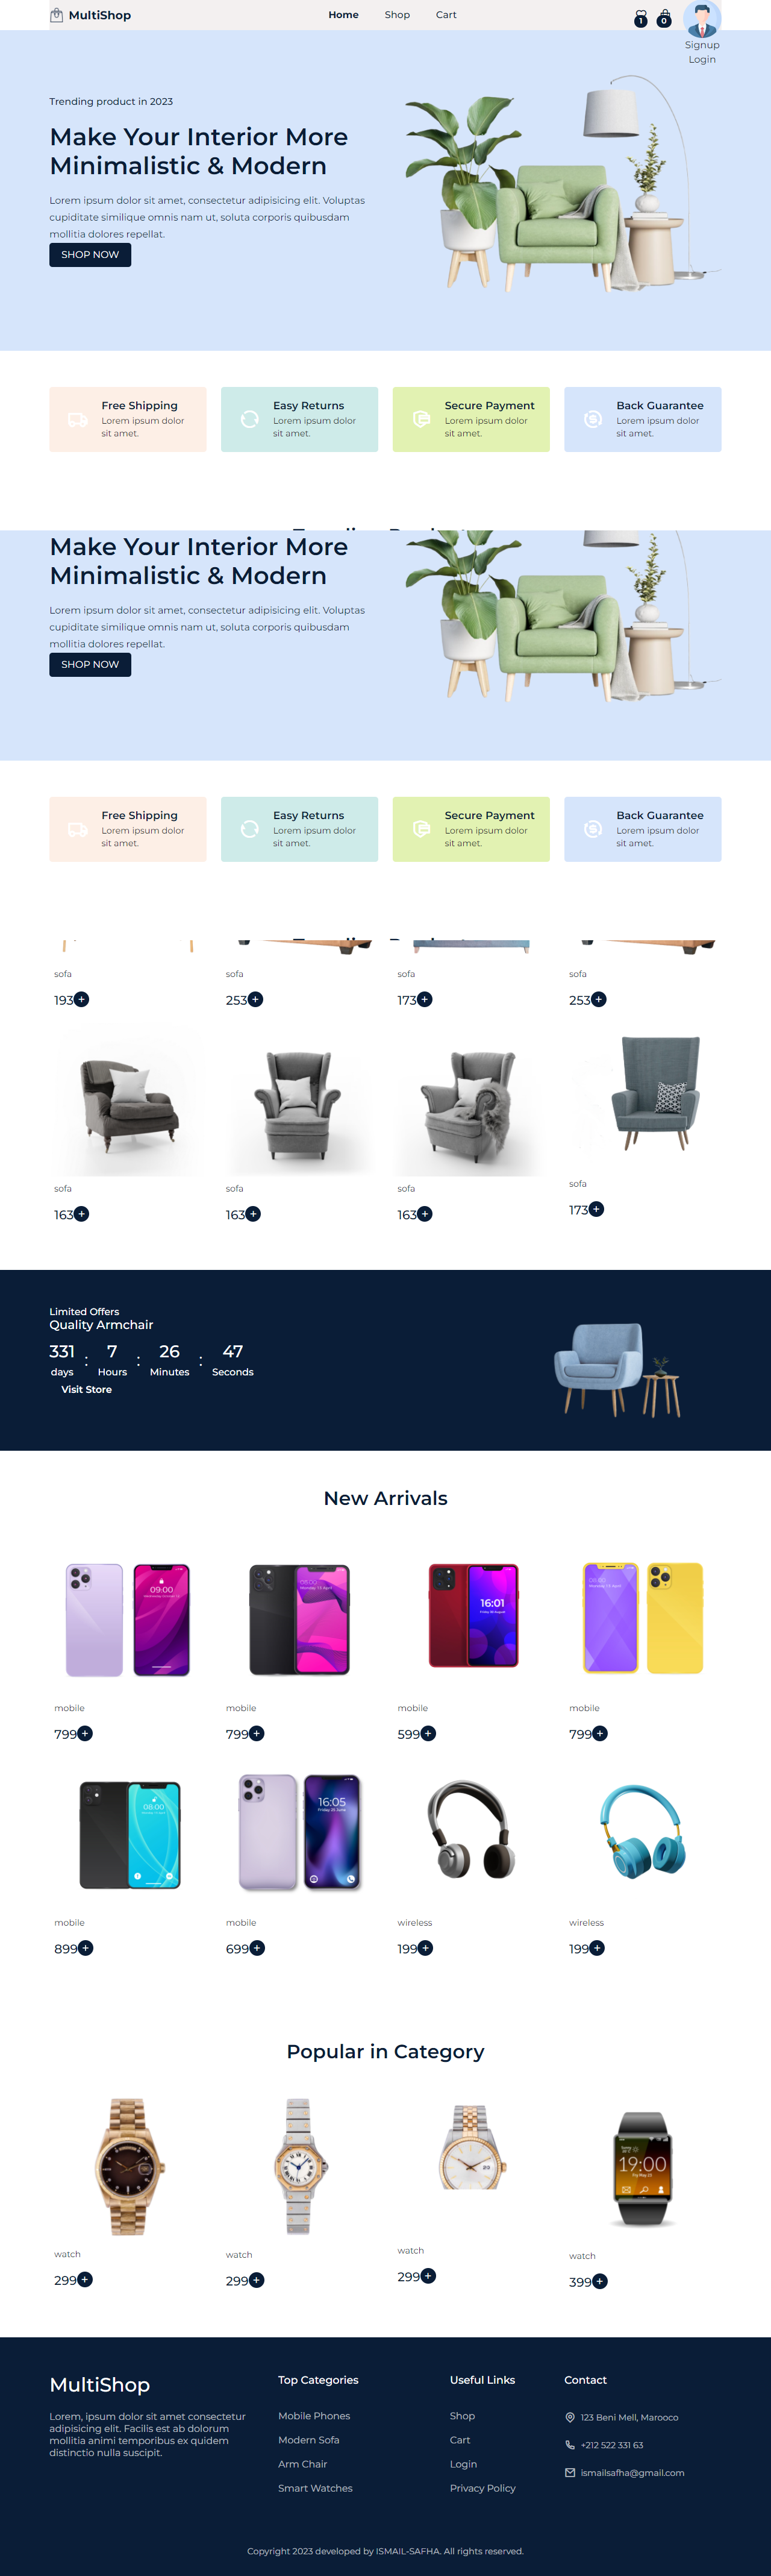 MultiShop
Home Shop Cart
1 0
Signup
Login
Trending product in 2023
Make Your Interior More
Minimalistic & Modern
Lorem ipsum dolor sit amet, consectetur adipisicing elit. Voluptas
cupiditate similique omnis nam ut, soluta corporis quibusdam
mollitia dolores repellat.
SHOP NOW
Free Shipping
Lorem ipsum dolor
sit amet.
Easy Returns
Lorem ipsum dolor
sit amet.
Secure Payment
Lorem ipsum dolor
sit amet.
Back Guarantee
Lorem ipsum dolor
sit amet.
Make Your Interior More
Minimalistic & Modern
Lorem ipsum dolor sit amet, consectetur adipisicing elit. Voluptas
cupiditate similique omnis nam ut, soluta corporis quibusdam
mollitia dolores repellat.
SHOP NOW
Free Shipping
Lorem ipsum dolor
sit amet.
Easy Returns
Lorem ipsum dolor
sit amet.
Secure Payment
Lorem ipsum dolor
sit amet.
Back Guarantee
Lorem ipsum dolor
sit amet.
sofa sofa sofa sofa
193+ 253+ 173+ 253+
sofa sofa sofa sofa
163+ 163+ 163+ 173+
Limited Offers
Quality Armchair
331 : 7 : 26 : 47
days Hours Minutes Seconds
Visit Store
New Arrivals
09:00
16:01
mobile mobile mobile mobile
799+ 799+ 599+ 799+
08:00
16:05
mobile mobile wireless wireless
899+ 699+ 199+ 199+
Popular in Category
19:00
watch watch watch watch
299+ 299+ 299+ 399+
MultiShop
Lorem, ipsum dolor sit amet consectetur
adipisicing elit. Facilis est ab dolorum
mollitia animi temporibus ex quidem
distinctio nulla suscipit.
Top Categories
Mobile Phones
Modern Sofa
Arm Chair
Smart Watches
Useful Links
Shop
Cart
Login
Privacy Policy
Contact
123 Beni Mell, Marooco
+212 522 331 63
ismailsafha@gmail.com
Copyright 2023 developed by ISMAIL-SAFHA. All rights reserved.